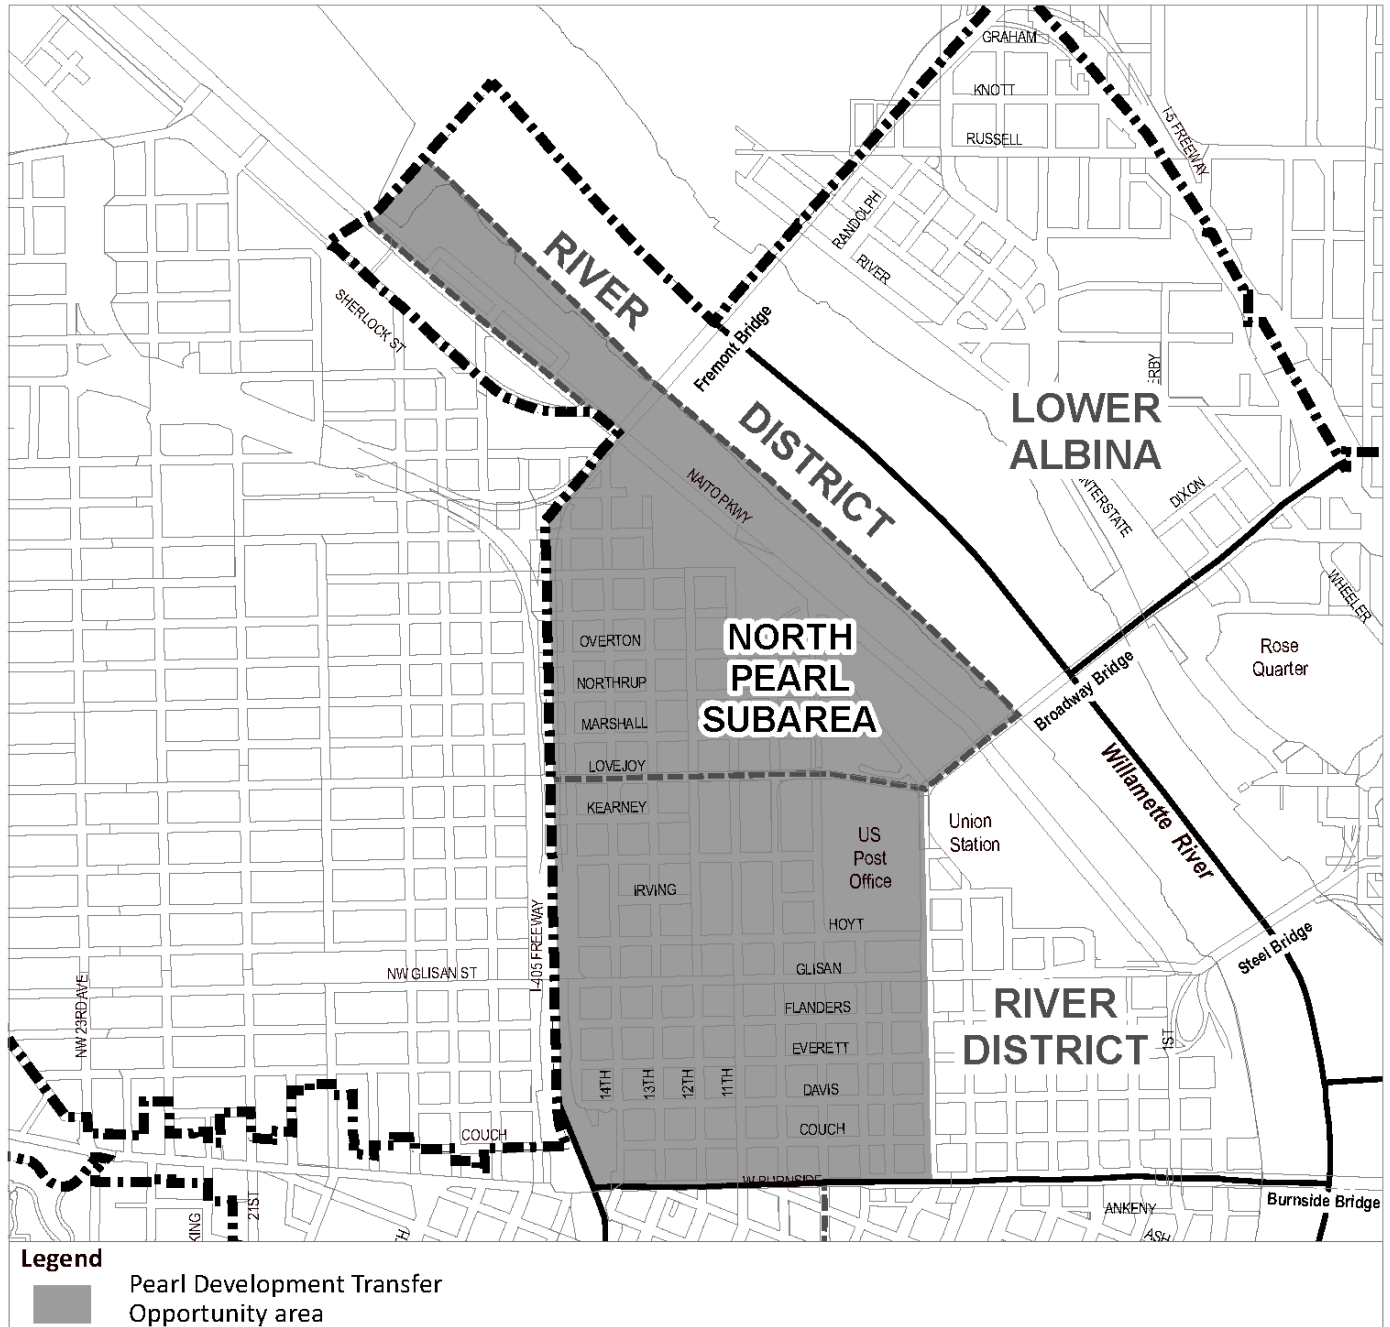 GRAHAM
KNOTT
I-5 FREEWAY
RUSSELL
RANDOLPH
RIVER
RIVER
SHERLOCK ST
Fremont Bridge
ERBY
LOWER
ALBINA
DISTRICT
NAITO PKWY
DIXON
INTERSTATE
WHEELER
OVERTON
NORTH
PEARL
SUBAREA
Rose
Quarter
NORTHRUP
Broadway Bridge
MARSHALL
LOVEJOY
Willamette River
KEARNEY
US
Post
Office
Union
Station
IRVING
HOYT
I-405 FREEWAY
Steel Bridge
GLISAN
NW GLISAN ST
NW 23RD AVE
FLANDERS
RIVER
DISTRICT
1ST
EVERETT
14TH
13TH
12TH
11TH
DAVIS
COUCH
COUCH
W BURNSIDE
Burnside Bridge
KING
21ST
TH
ANKENY
ASH
Legend
Pearl Development Transfer
Opportunity area